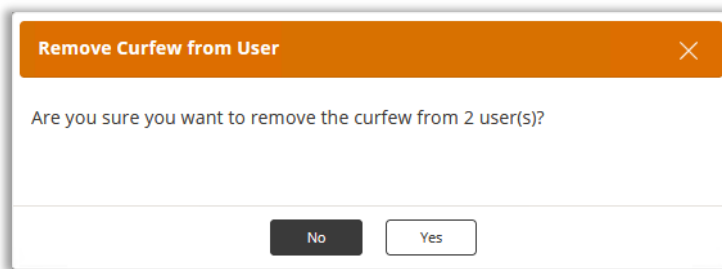 Remove Curfew from User
Are you sure you want to remove the curfew from 2 user(s)?
No
Yes